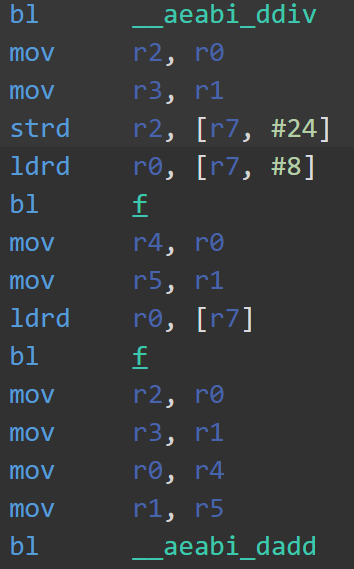 bl __aeabi_ddiv
mov r2, r0
mov r3, r1
strd r2, [r7, #24]
ldrd r0, [r7, #8]
bl f
mov r4, r0
mov r5, r1
ldrd r0, [r7]
bl f
mov r2, r0
mov r3, r1
mov r0, r4
mov r1, r5
bl __aeabi_dadd